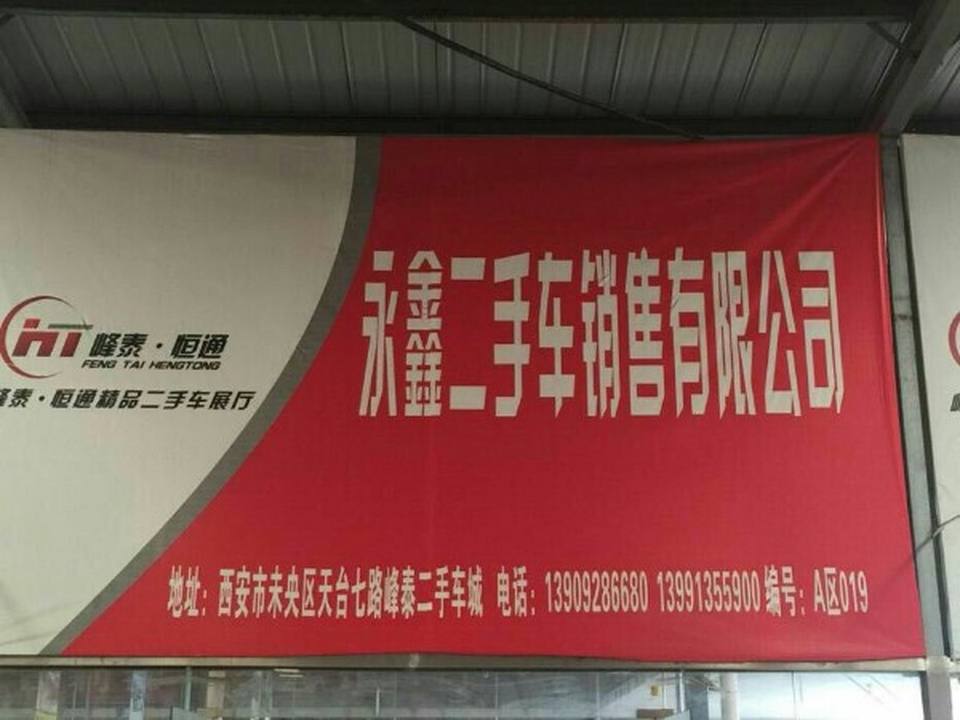 HT 峰泰·恒通
FENG TAI HENGTONG
峰泰·恒通精品二手车展厅
永鑫二手车销售有限公司
地址：西安市未央区天台七路峰泰二手车城 电话：13909286680 13991355900 编号：A区019